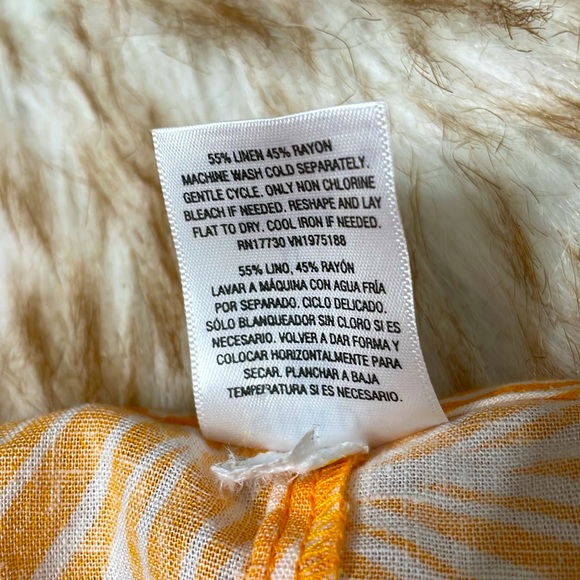 55% LINEN 45% RAYON
MACHINE WASH COLD SEPARATELY.
GENTLE CYCLE. ONLY NON CHLORINE
BLEACH IF NEEDED. RESHAPE AND LAY
FLAT TO DRY. COOL IRON IF NEEDED.
RN17730 VN1975188
55% LINO, 45% RAYÓN
LAVAR A MÁQUINA CON AGUA FRÍA
POR SEPARADO. CICLO DELICADO.
SÓLO BLANQUEADOR SIN CLORO SI ES
NECESARIO. VOLVER A DAR FORMA Y
COLOCAR HORIZONTALMENTE PARA
SECAR. PLANCHAR A BAJA
TEMPERATURA SI ES NECESARIO.